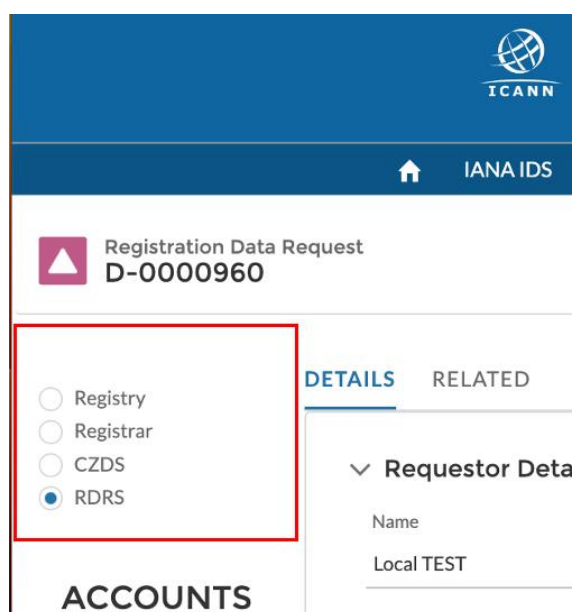 ICANN
IANA IDS
Registration Data Request
D-0000960
Registry
Registrar
CZDS
RDRS
DETAILS RELATED
Requestor Deta
Name
Local TEST
ACCOUNTS